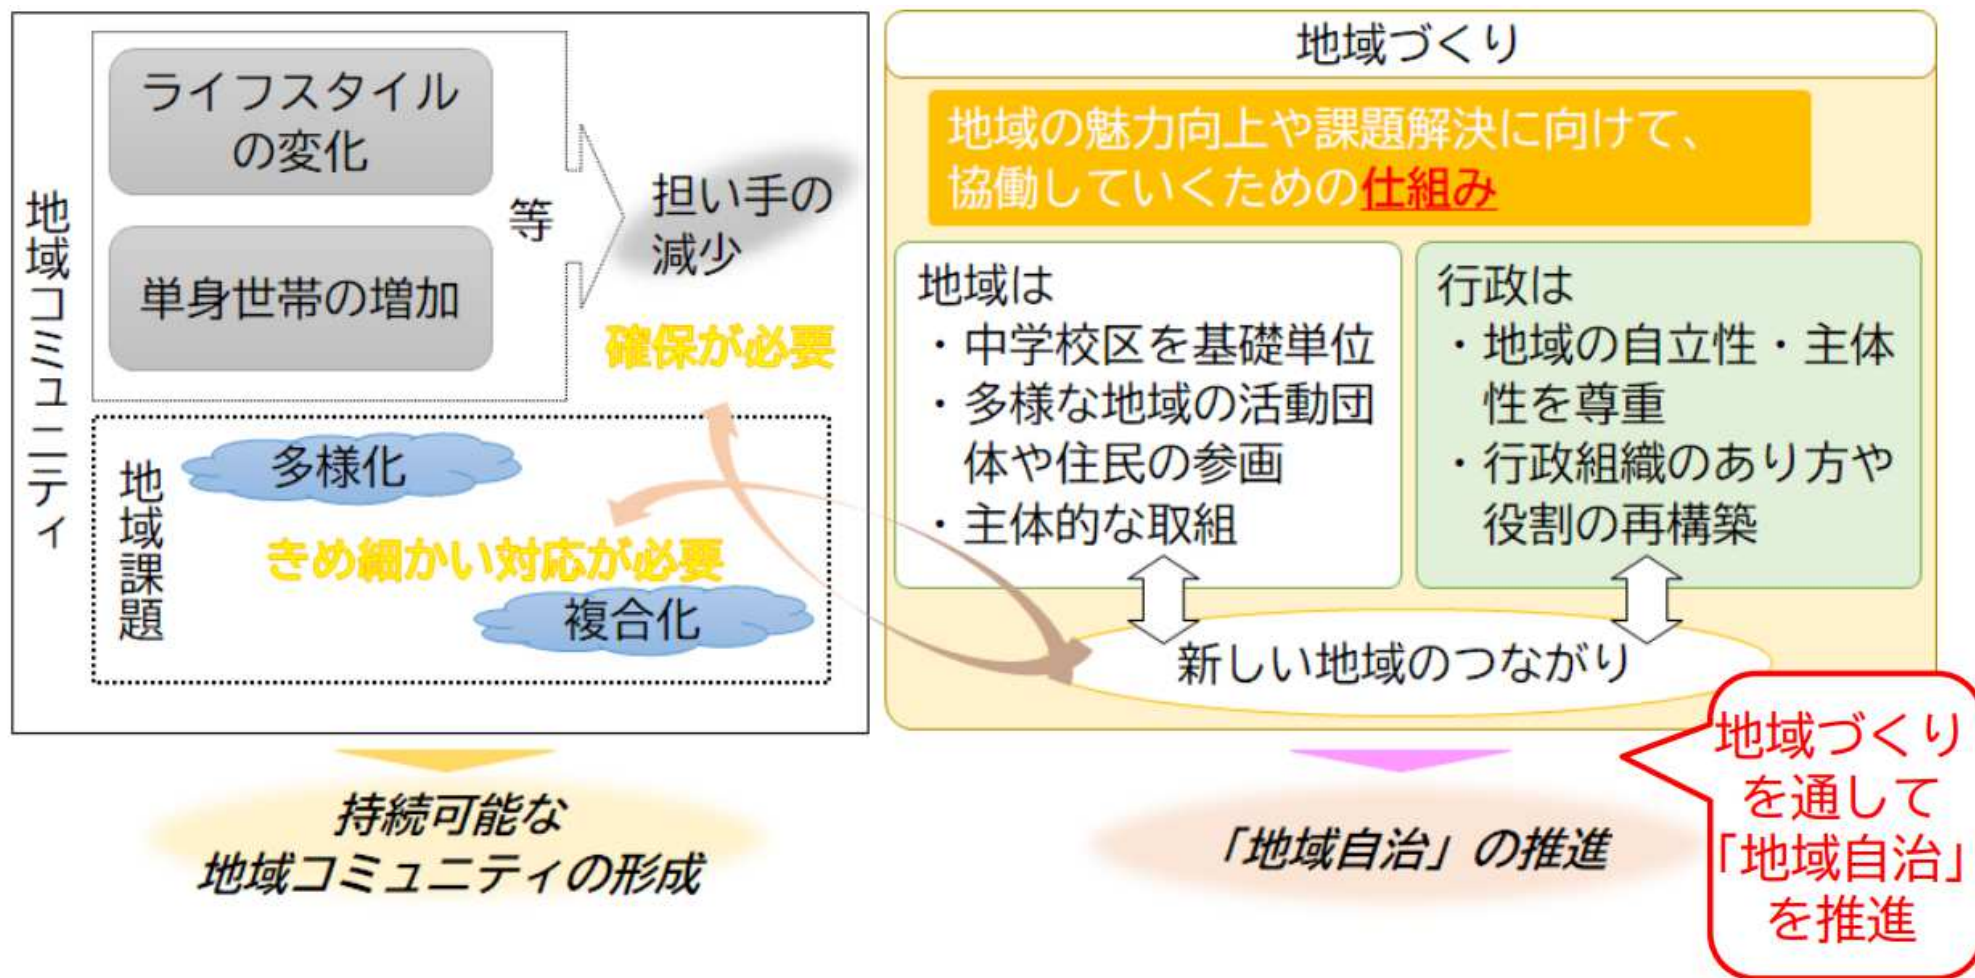 地域コミュニティ
ライフスタイル
の変化
単身世帯の増加
等
担い手の
減少
確保が必要
地域課題
多様化
きめ細かい対応が必要
複合化
持続可能な
地域コミュニティの形成
地域づくり
地域の魅力向上や課題解決に向けて、
協働していくための仕組み
地域は
・中学校区を基礎単位
・多様な地域の活動団
体や住民の参画
・主体的な取組
行政は
・地域の自立性・主体
性を尊重
・行政組織のあり方や
役割の再構築
新しい地域のつながり
「地域自治」の推進
地域づくり
を通して
「地域自治」
を推進